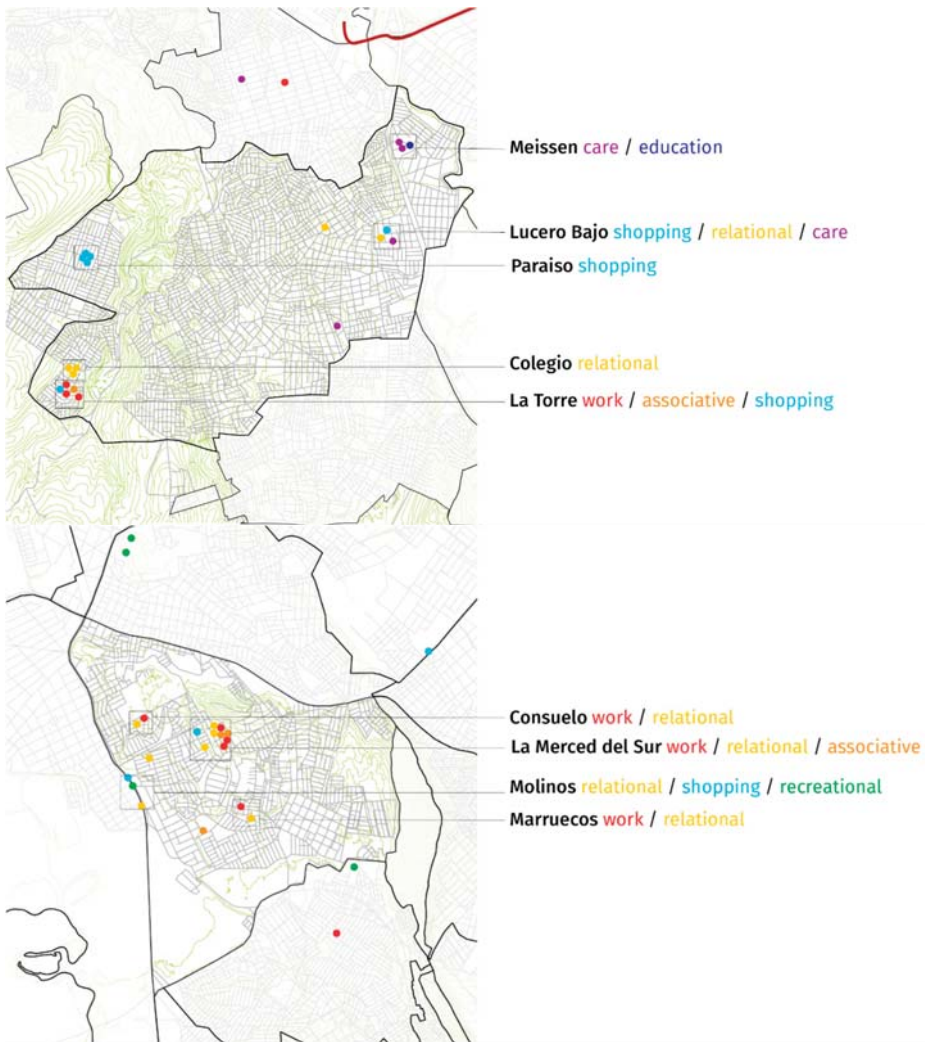 Meissen care / education
Lucero Bajo shopping / relational / care
Paraiso shopping
Colegio relational
La Torre work / associative / shopping
Consuelo work / relational
La Merced del Sur work / relational / associative
Molinos relational / shopping / recreational
Marruecos work / relational